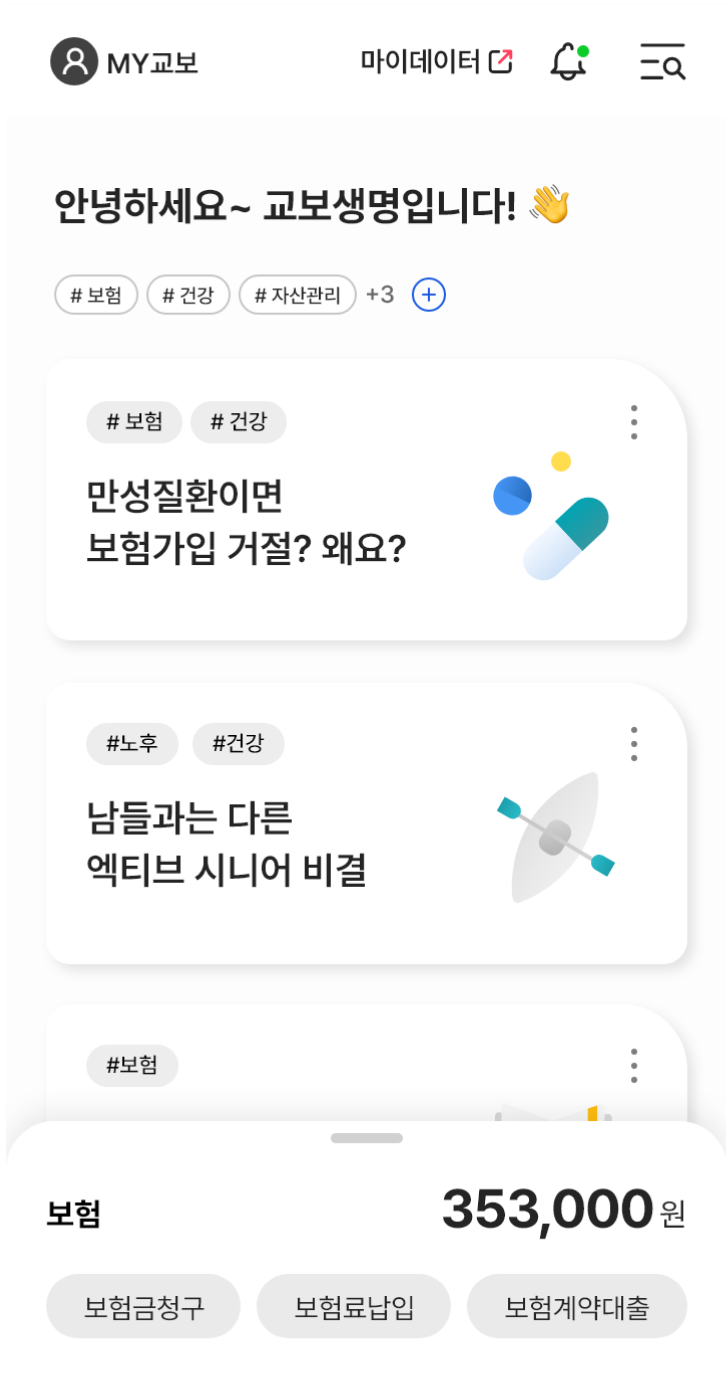 MY교보 마이데이터
안녕하세요~ 교보생명입니다! 👋
# 보험 # 건강 # 자산관리 +3
# 보험 # 건강
만성질환이면
보험가입 거절? 왜요?
#노후 #건강
남들과는 다른
엑티브 시니어 비결
#보험
보험 353,000 원
보험금청구 보험료납입 보험계약대출